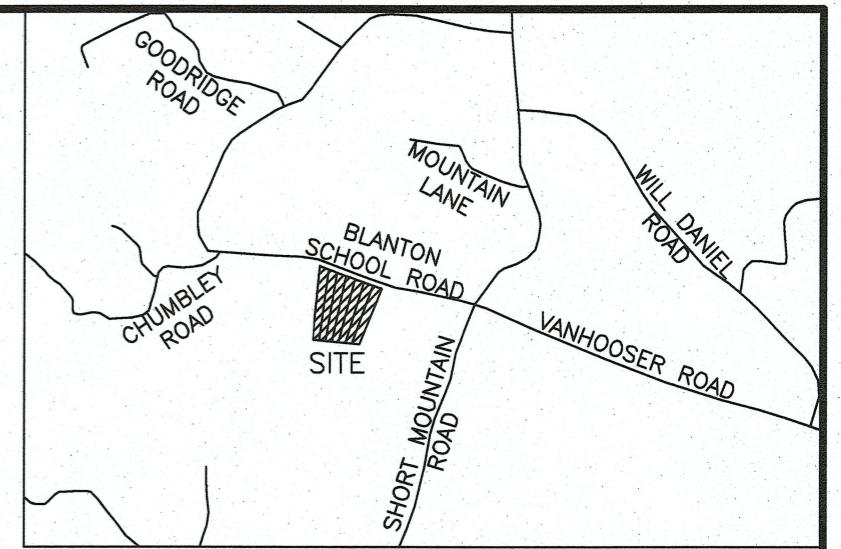 GOODRIDGE
ROAD
MOUNTAIN
LANE
WILL DANIEL
ROAD
BLANTON
SCHOOL ROAD
CHUMBLEY
ROAD
SITE
VANHOOSER ROAD
SHORT MOUNTAIN
ROAD